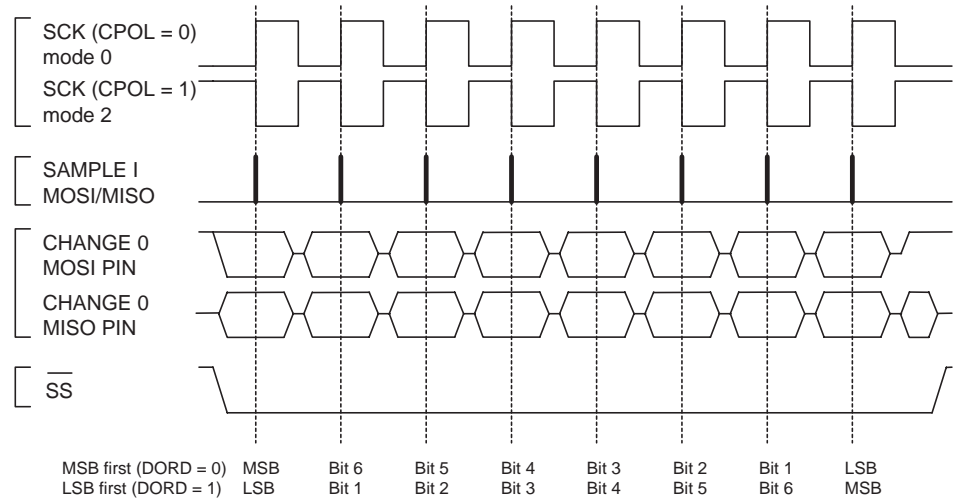 SCK (CPOL = 0)
mode 0
SCK (CPOL = 1)
mode 2
SAMPLE I
MOSI/MISO
CHANGE 0
MOSI PIN
CHANGE 0
MISO PIN
SS
MSB first (DORD = 0) MSB Bit 6 Bit 5 Bit 4 Bit 3 Bit 2 Bit 1 LSB
LSB first (DORD = 1) LSB Bit 1 Bit 2 Bit 3 Bit 4 Bit 5 Bit 6 MSB